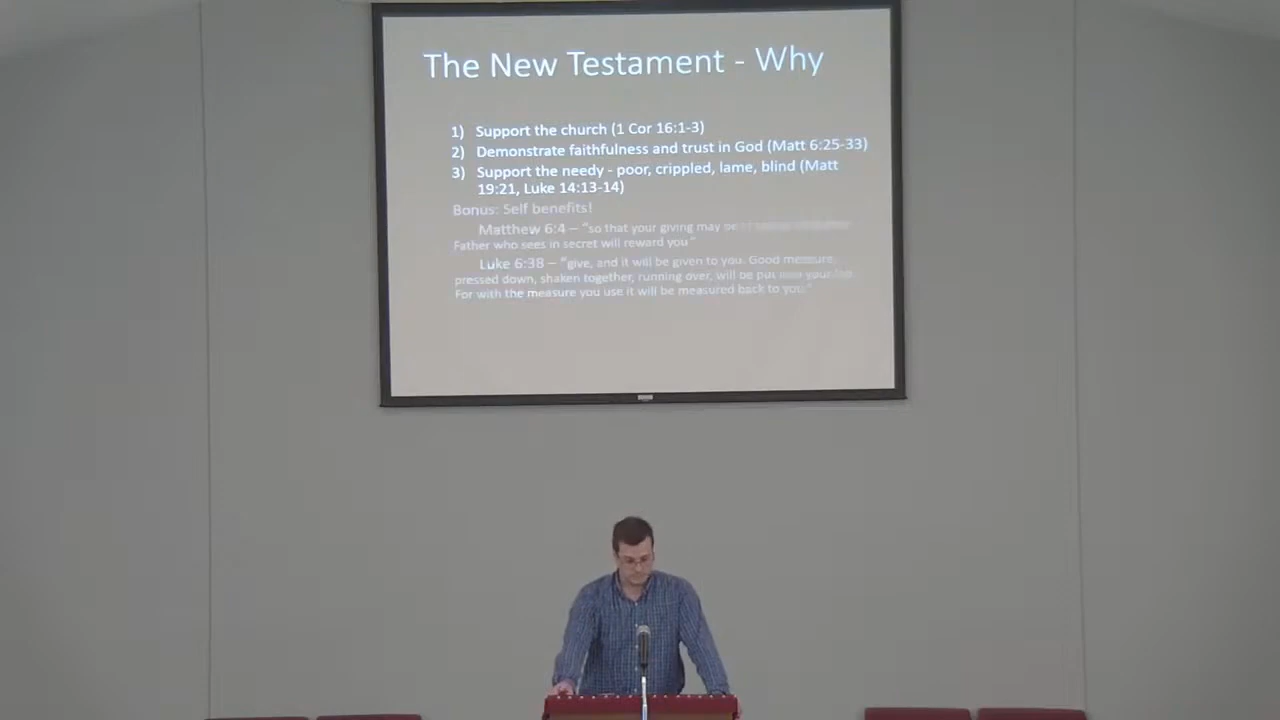 The New Testament - Why
1) Support the church (1 Cor 16:1-3)
2) Demonstrate faithfulness and trust in God (Matt 6:25-33)
3) Support the needy - poor, crippled, lame, blind (Matt
19:21, Luke 14:13-14)
Bonus: Self benefits!
Matthew 6:4 – "so that your giving may be
Father who sees in secret will reward you"
Luke 6:38 – "give, and it will be given to you. Good measure,
pressed down, shaken together, running over, will be put into your lap.
For with the measure you use it will be measured back to you."